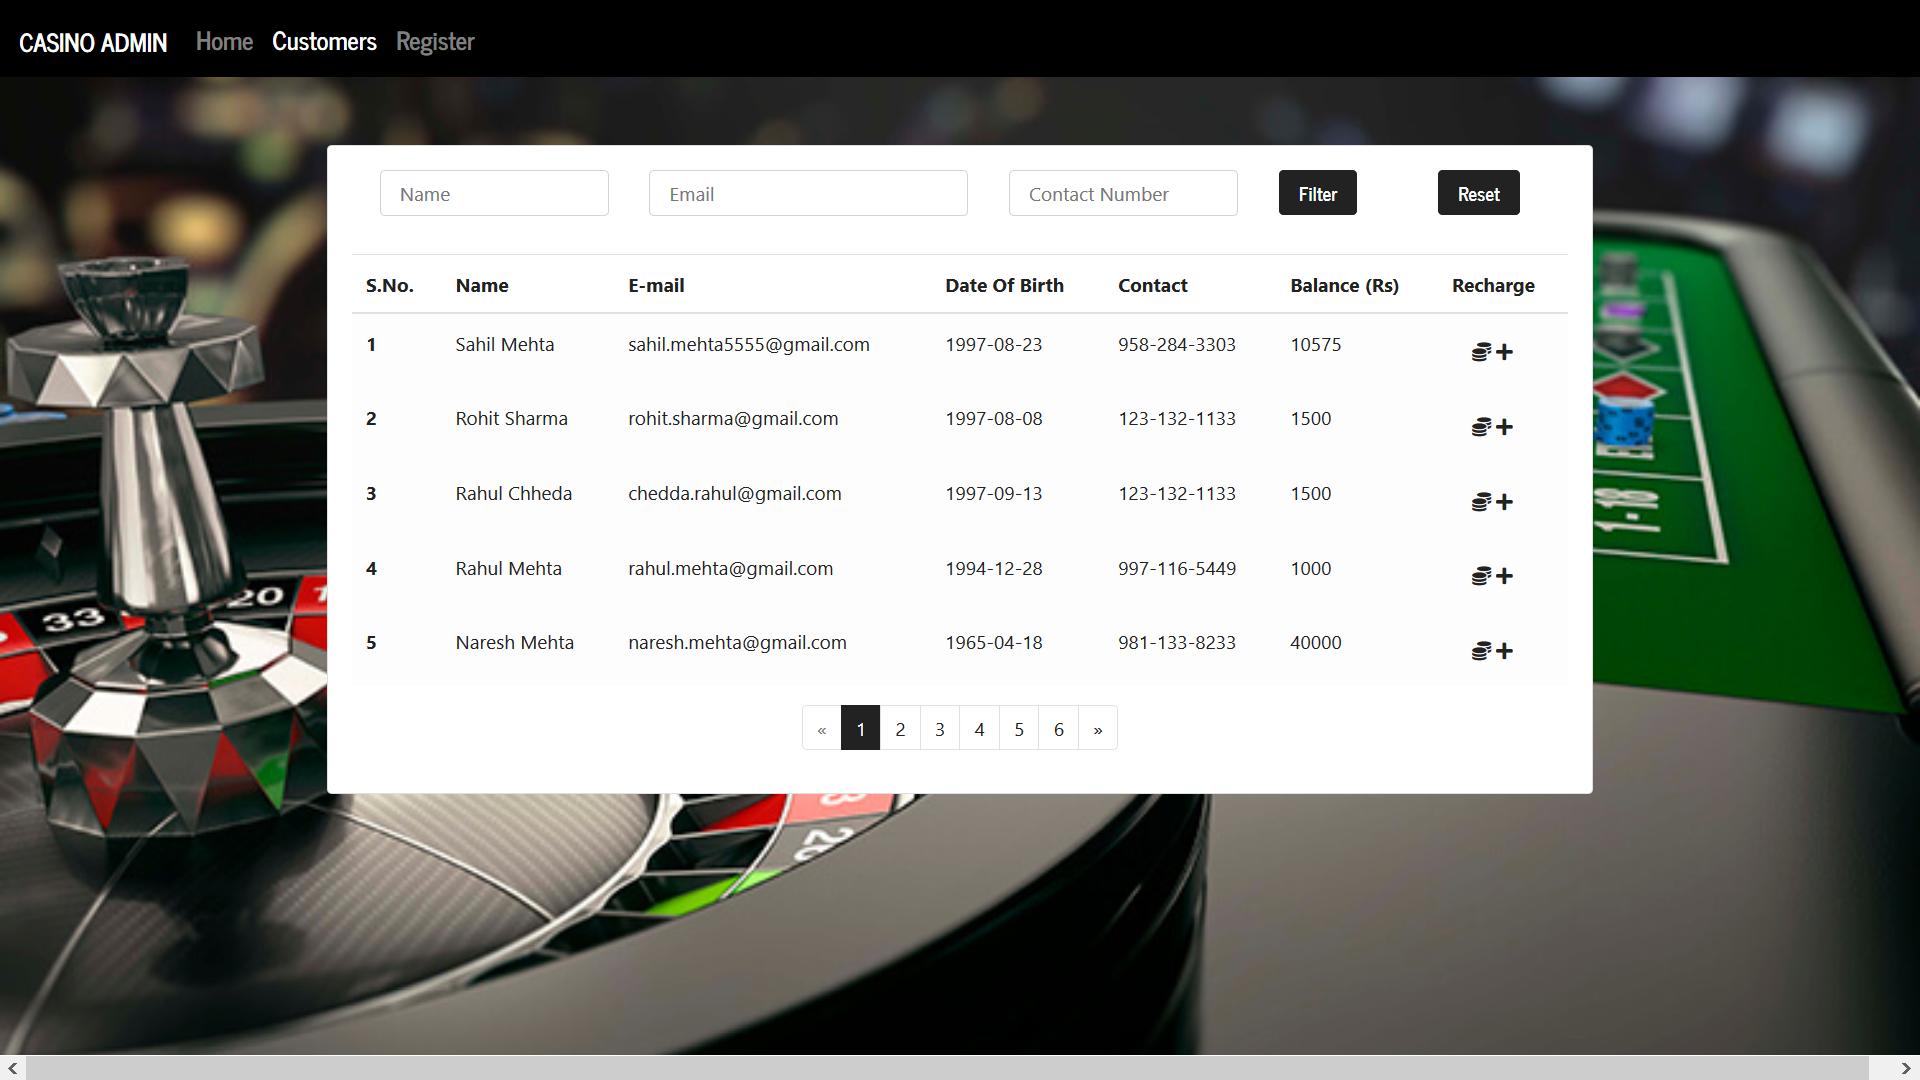 CASINO ADMIN Home Customers Register
Name Email Contact Number Filter Reset
S.No. Name E-mail Date Of Birth Contact Balance (Rs) Recharge
1 Sahil Mehta sahil.mehta5555@gmail.com 1997-08-23 958-284-3303 10575
2 Rohit Sharma rohit.sharma@gmail.com 1997-08-08 123-132-1133 1500
3 Rahul Chheda chedda.rahul@gmail.com 1997-09-13 123-132-1133 1500
4 Rahul Mehta rahul.mehta@gmail.com 1994-12-28 997-116-5449 1000
5 Naresh Mehta naresh.mehta@gmail.com 1965-04-18 981-133-8233 40000
« 1 2 3 4 5 6 »
33
20
1-18